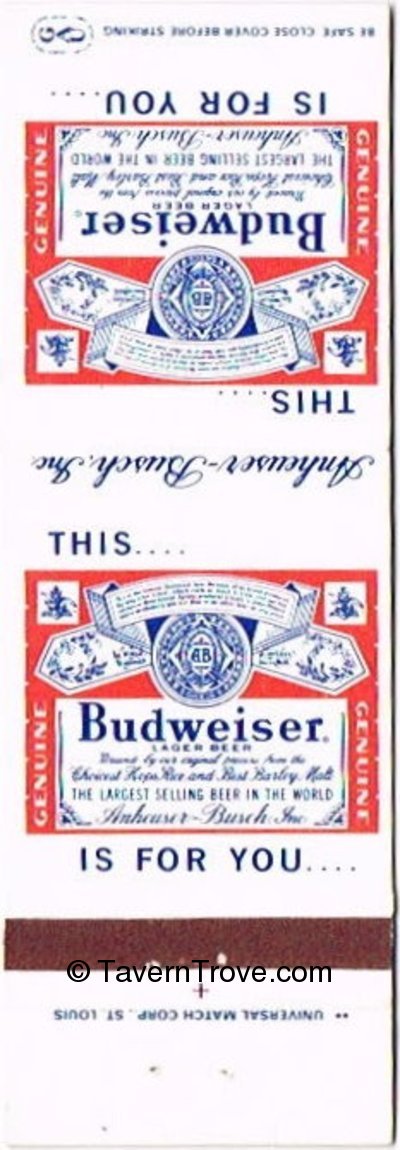 BE SAFE CLOSE COVER BEFORE STRIKING
IS FOR YOU....
Anheuser-Busch, Inc.
THE LARGEST SELLING BEER IN THE WORLD
Choicest Hops, Rice and Best Barley Malt
Brewed by our original process from the
LAGER BEER
Budweiser
GENUINE
GENUINE
AB
THIS....
Anheuser-Busch, Inc.
THIS....
AB
Budweiser
LAGER BEER
Brewed by our original process from the
Choicest Hops, Rice and Best Barley Malt
THE LARGEST SELLING BEER IN THE WORLD
Anheuser-Busch, Inc.
GENUINE
GENUINE
IS FOR YOU....
© TavernTrove.com
UNIVERSAL MATCH CORP. ST LOUIS